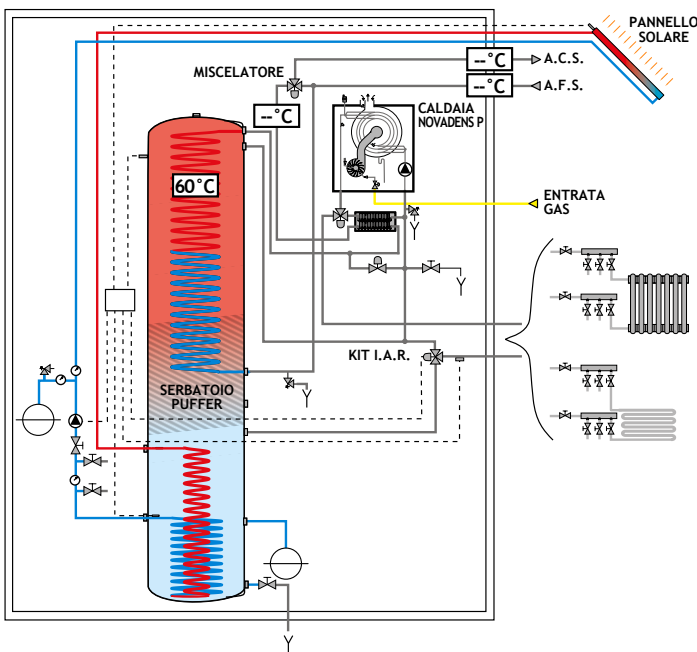 PANNELLO
SOLARE
--°C
A.C.S.
MISCELATORE
--°C
A.F.S.
--°C
CALDAIA
NOVADENS P
60°C
ENTRATA
GAS
KIT I.A.R.
SERBATOIO
PUFFER